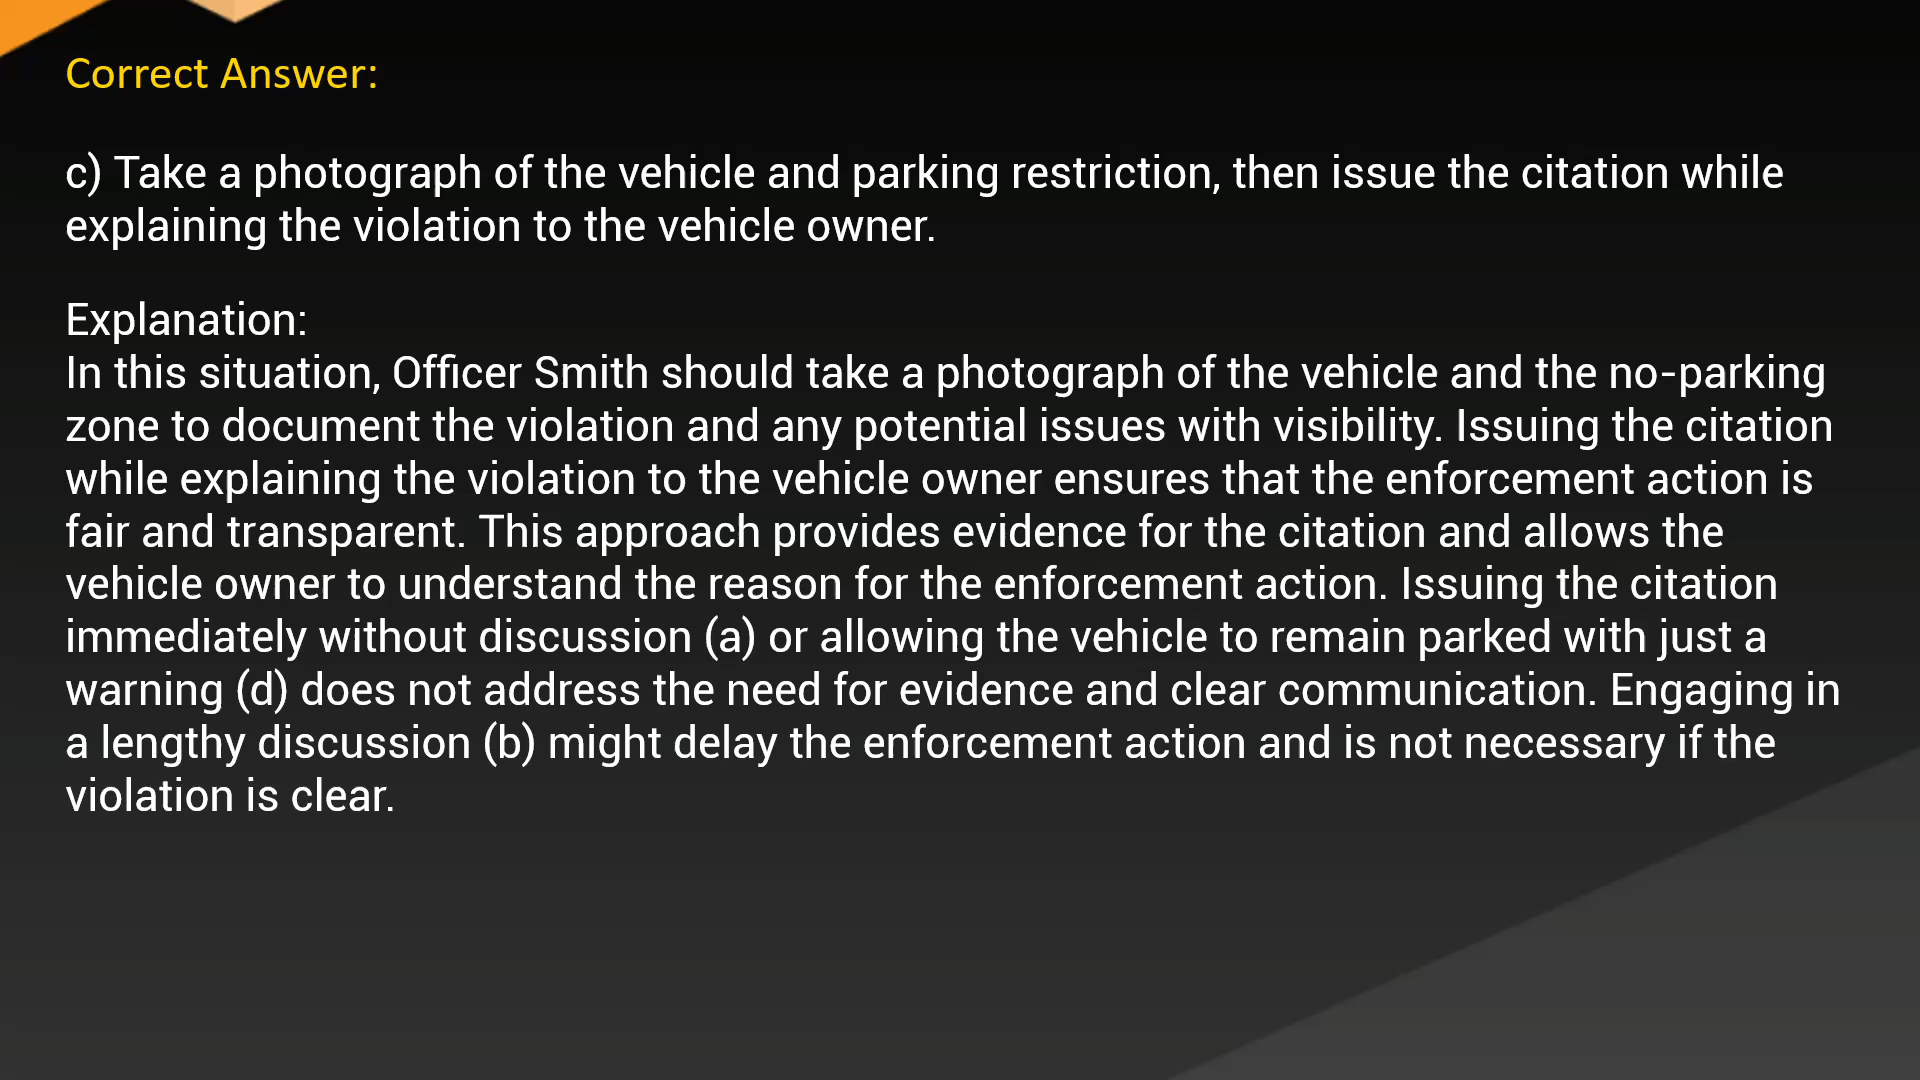 Correct Answer:
c) Take a photograph of the vehicle and parking restriction, then issue the citation while
explaining the violation to the vehicle owner.
Explanation:
In this situation, Officer Smith should take a photograph of the vehicle and the no-parking
zone to document the violation and any potential issues with visibility. Issuing the citation
while explaining the violation to the vehicle owner ensures that the enforcement action is
fair and transparent. This approach provides evidence for the citation and allows the
vehicle owner to understand the reason for the enforcement action. Issuing the citation
immediately without discussion (a) or allowing the vehicle to remain parked with just a
warning (d) does not address the need for evidence and clear communication. Engaging in
a lengthy discussion (b) might delay the enforcement action and is not necessary if the
violation is clear.